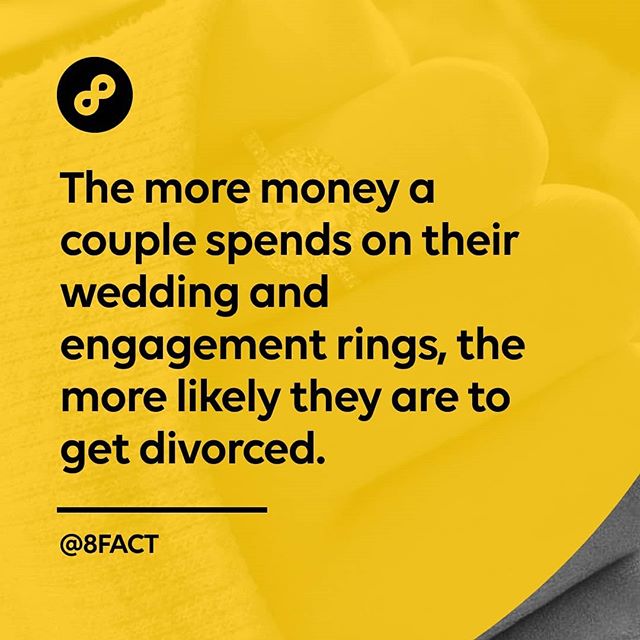 The more money a
couple spends on their
wedding and
engagement rings, the
more likely they are to
get divorced.
@8FACT